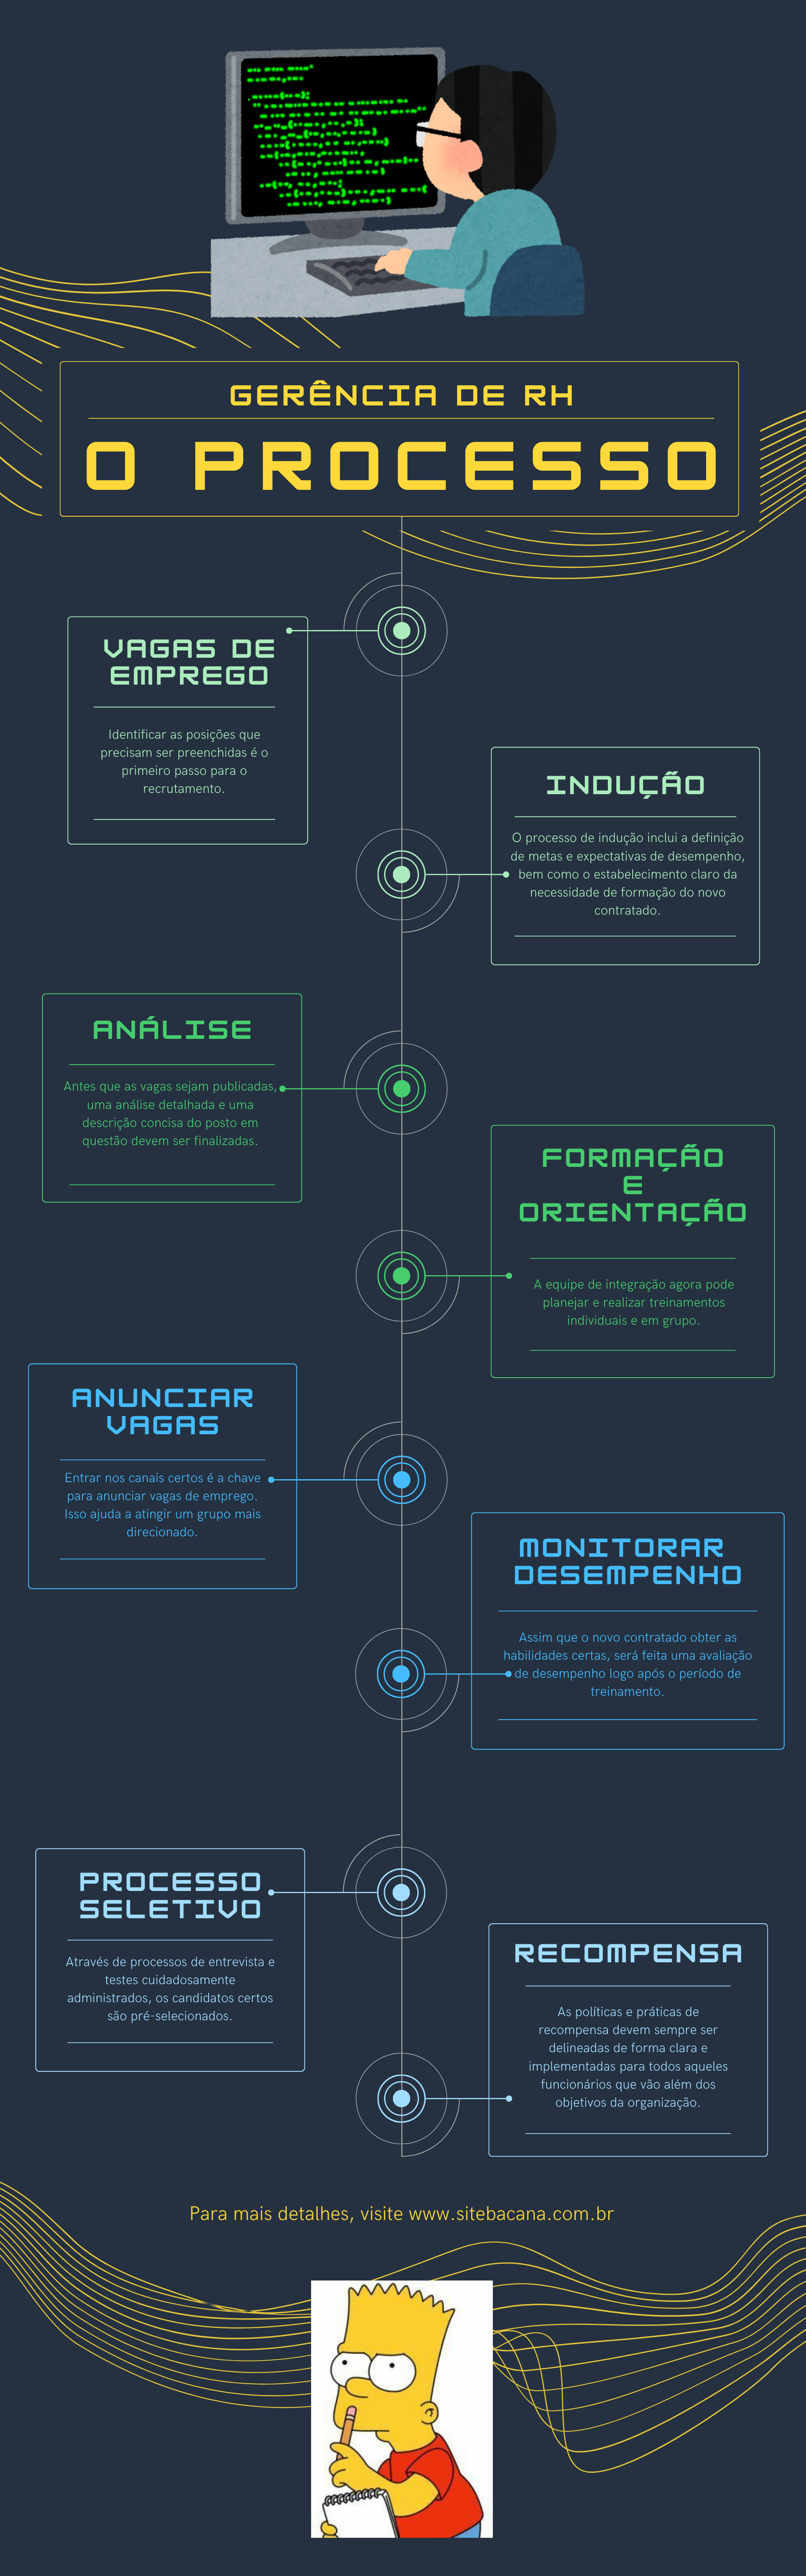 GERÊNCIA DE RH
O PROCESSO
VAGAS DE
EMPREGO
Identificar as posições que
precisam ser preenchidas é o
primeiro passo para o
recrutamento.
INDUÇÃO
O processo de indução inclui a definição
de metas e expectativas de desempenho,
bem como o estabelecimento claro da
necessidade de formação do novo
contratado.
ANÁLISE
Antes que as vagas sejam publicadas,
uma análise detalhada e uma
descrição concisa do posto em
questão devem ser finalizadas.
FORMAÇÃO
E
ORIENTAÇÃO
A equipe de integração agora pode
planejar e realizar treinamentos
individuais e em grupo.
ANUNCIAR
VAGAS
Entrar nos canais certos é a chave
para anunciar vagas de emprego.
Isso ajuda a atingir um grupo mais
direcionado.
MONITORAR
DESEMPENHO
Assim que o novo contratado obter as
habilidades certas, será feita uma avaliação
de desempenho logo após o período de
treinamento.
PROCESSO
SELETIVO
Através de processos de entrevista e
testes cuidadosamente
administrados, os candidatos certos
são pré-selecionados.
RECOMPENSA
As políticas e práticas de
recompensa devem sempre ser
delineadas de forma clara e
implementadas para todos aqueles
funcionários que vão além dos
objetivos da organização.
Para mais detalhes, visite www.sitebacana.com.br